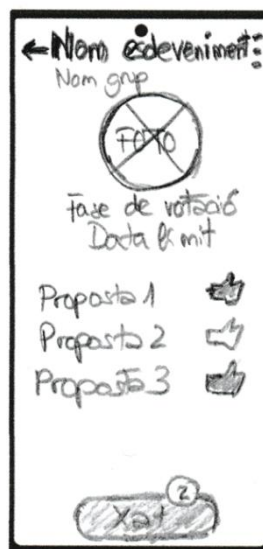 ← Nom esdeveniment :
Nom grup
FOTO
Fase de votació
Data límit
Proposta 1
Proposta 2
Proposta 3
2
Xat